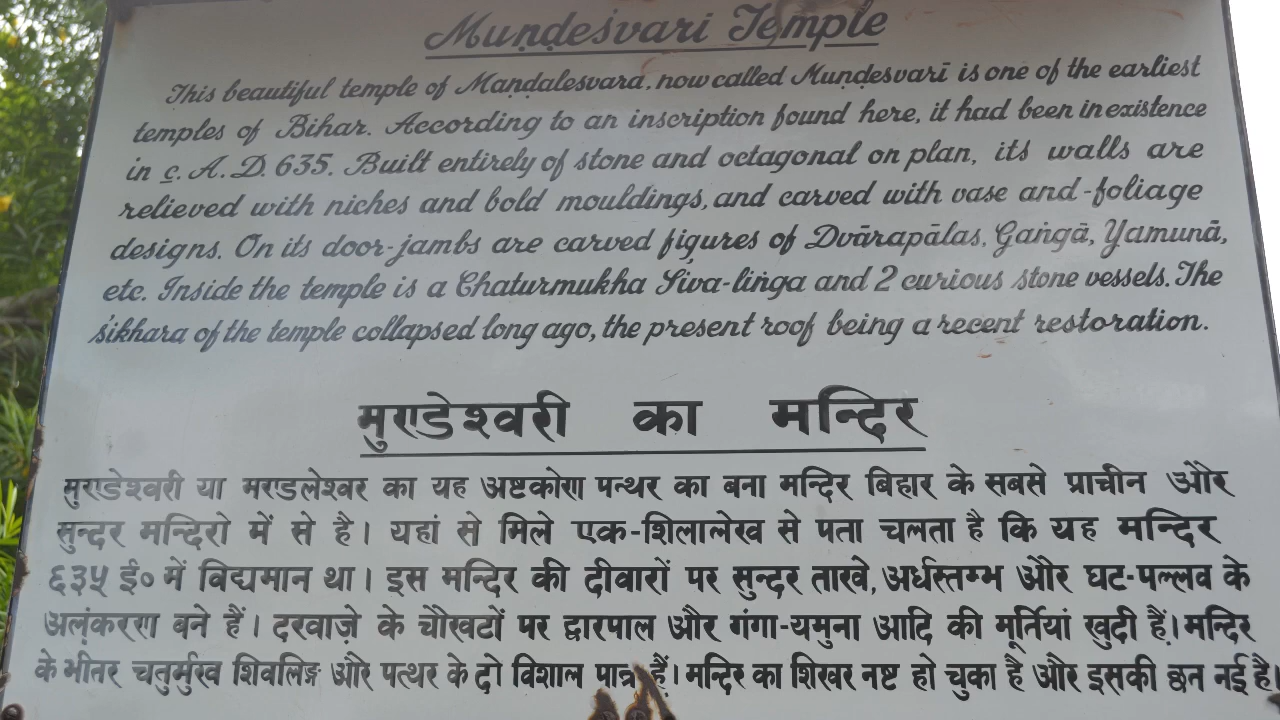 Muṇḍeśvari Temple
This beautiful temple of Maṇḍalesvara, now called Muṇḍesvarī is one of the earliest
temples of Bihar. According to an inscription found here, it had been in existence
in c. A. D. 635. Built entirely of stone and octagonal on plan, its walls are
relieved with niches and bold mouldings, and carved with vase and-foliage
designs. On its door-jambs are carved figures of Dvārapālas, Gaṅgā, Yamunā,
etc. Inside the temple is a Chaturmukha Śiva-liṅga and 2 curious stone vessels. The
śikhara of the temple collapsed long ago, the present roof being a recent restoration.
मुण्डेश्वरी का मन्दिर
मुण्डेश्वरी या मण्डलेश्वर का यह अष्टकोण पत्थर का बना मन्दिर बिहार के सबसे प्राचीन और
सुन्दर मन्दिरो में से है। यहां से मिले एक-शिलालेख से पता चलता है कि यह मन्दिर
६३५ ई० में विद्यमान था। इस मन्दिर की दीवारों पर सुन्दर ताखे, अर्धस्तम्भ और घट-पल्लव के
अलंकरण बने हैं। दरवाज़े के चौखटों पर द्वारपाल और गंगा-यमुना आदि की मूर्तियां खुदी हैं। मन्दिर
के भीतर चतुर्मुख शिवलिङ्ग और पत्थर के दो विशाल पात्र हैं। मन्दिर का शिखर नष्ट हो चुका है और इसकी छत नई है।